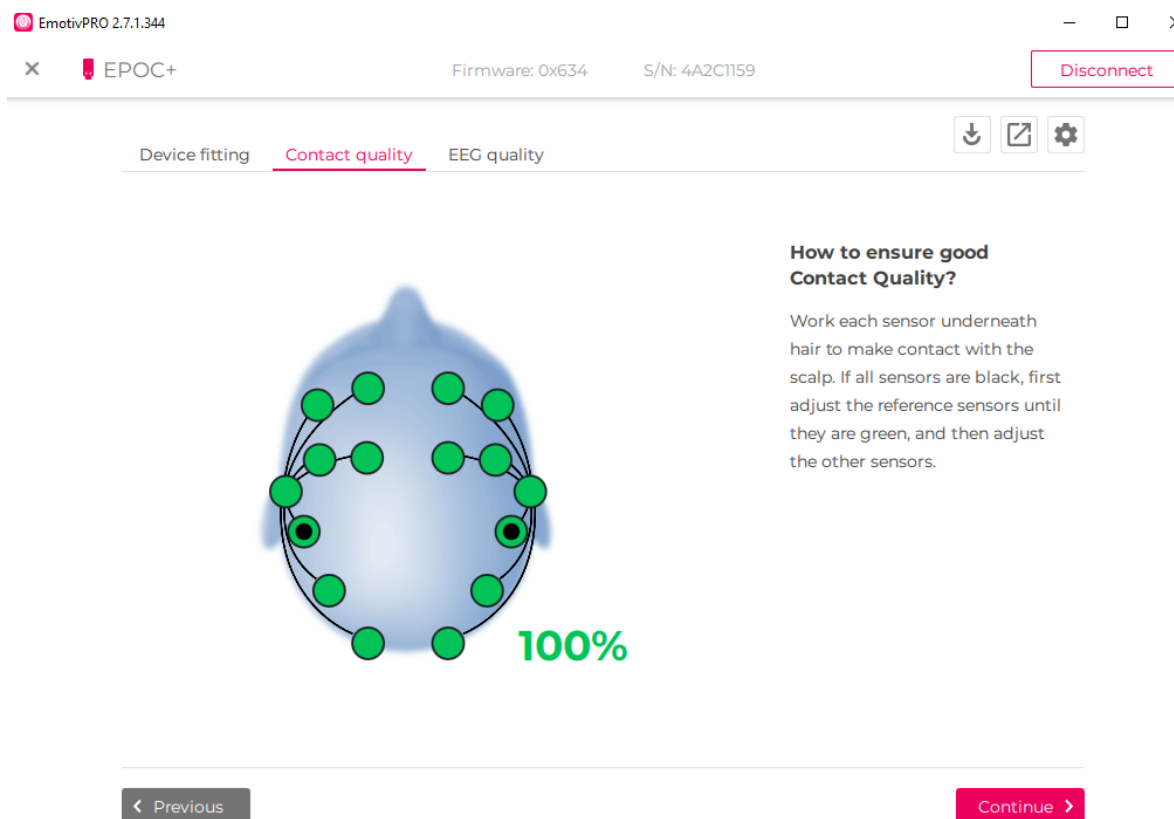 EmotivPRO 2.7.1.344
EPOC+ Firmware: 0x634 S/N: 4A2C1159 Disconnect
Device fitting Contact quality EEG quality
How to ensure good
Contact Quality?
Work each sensor underneath
hair to make contact with the
scalp. If all sensors are black, first
adjust the reference sensors until
they are green, and then adjust
the other sensors.
100%
Previous Continue